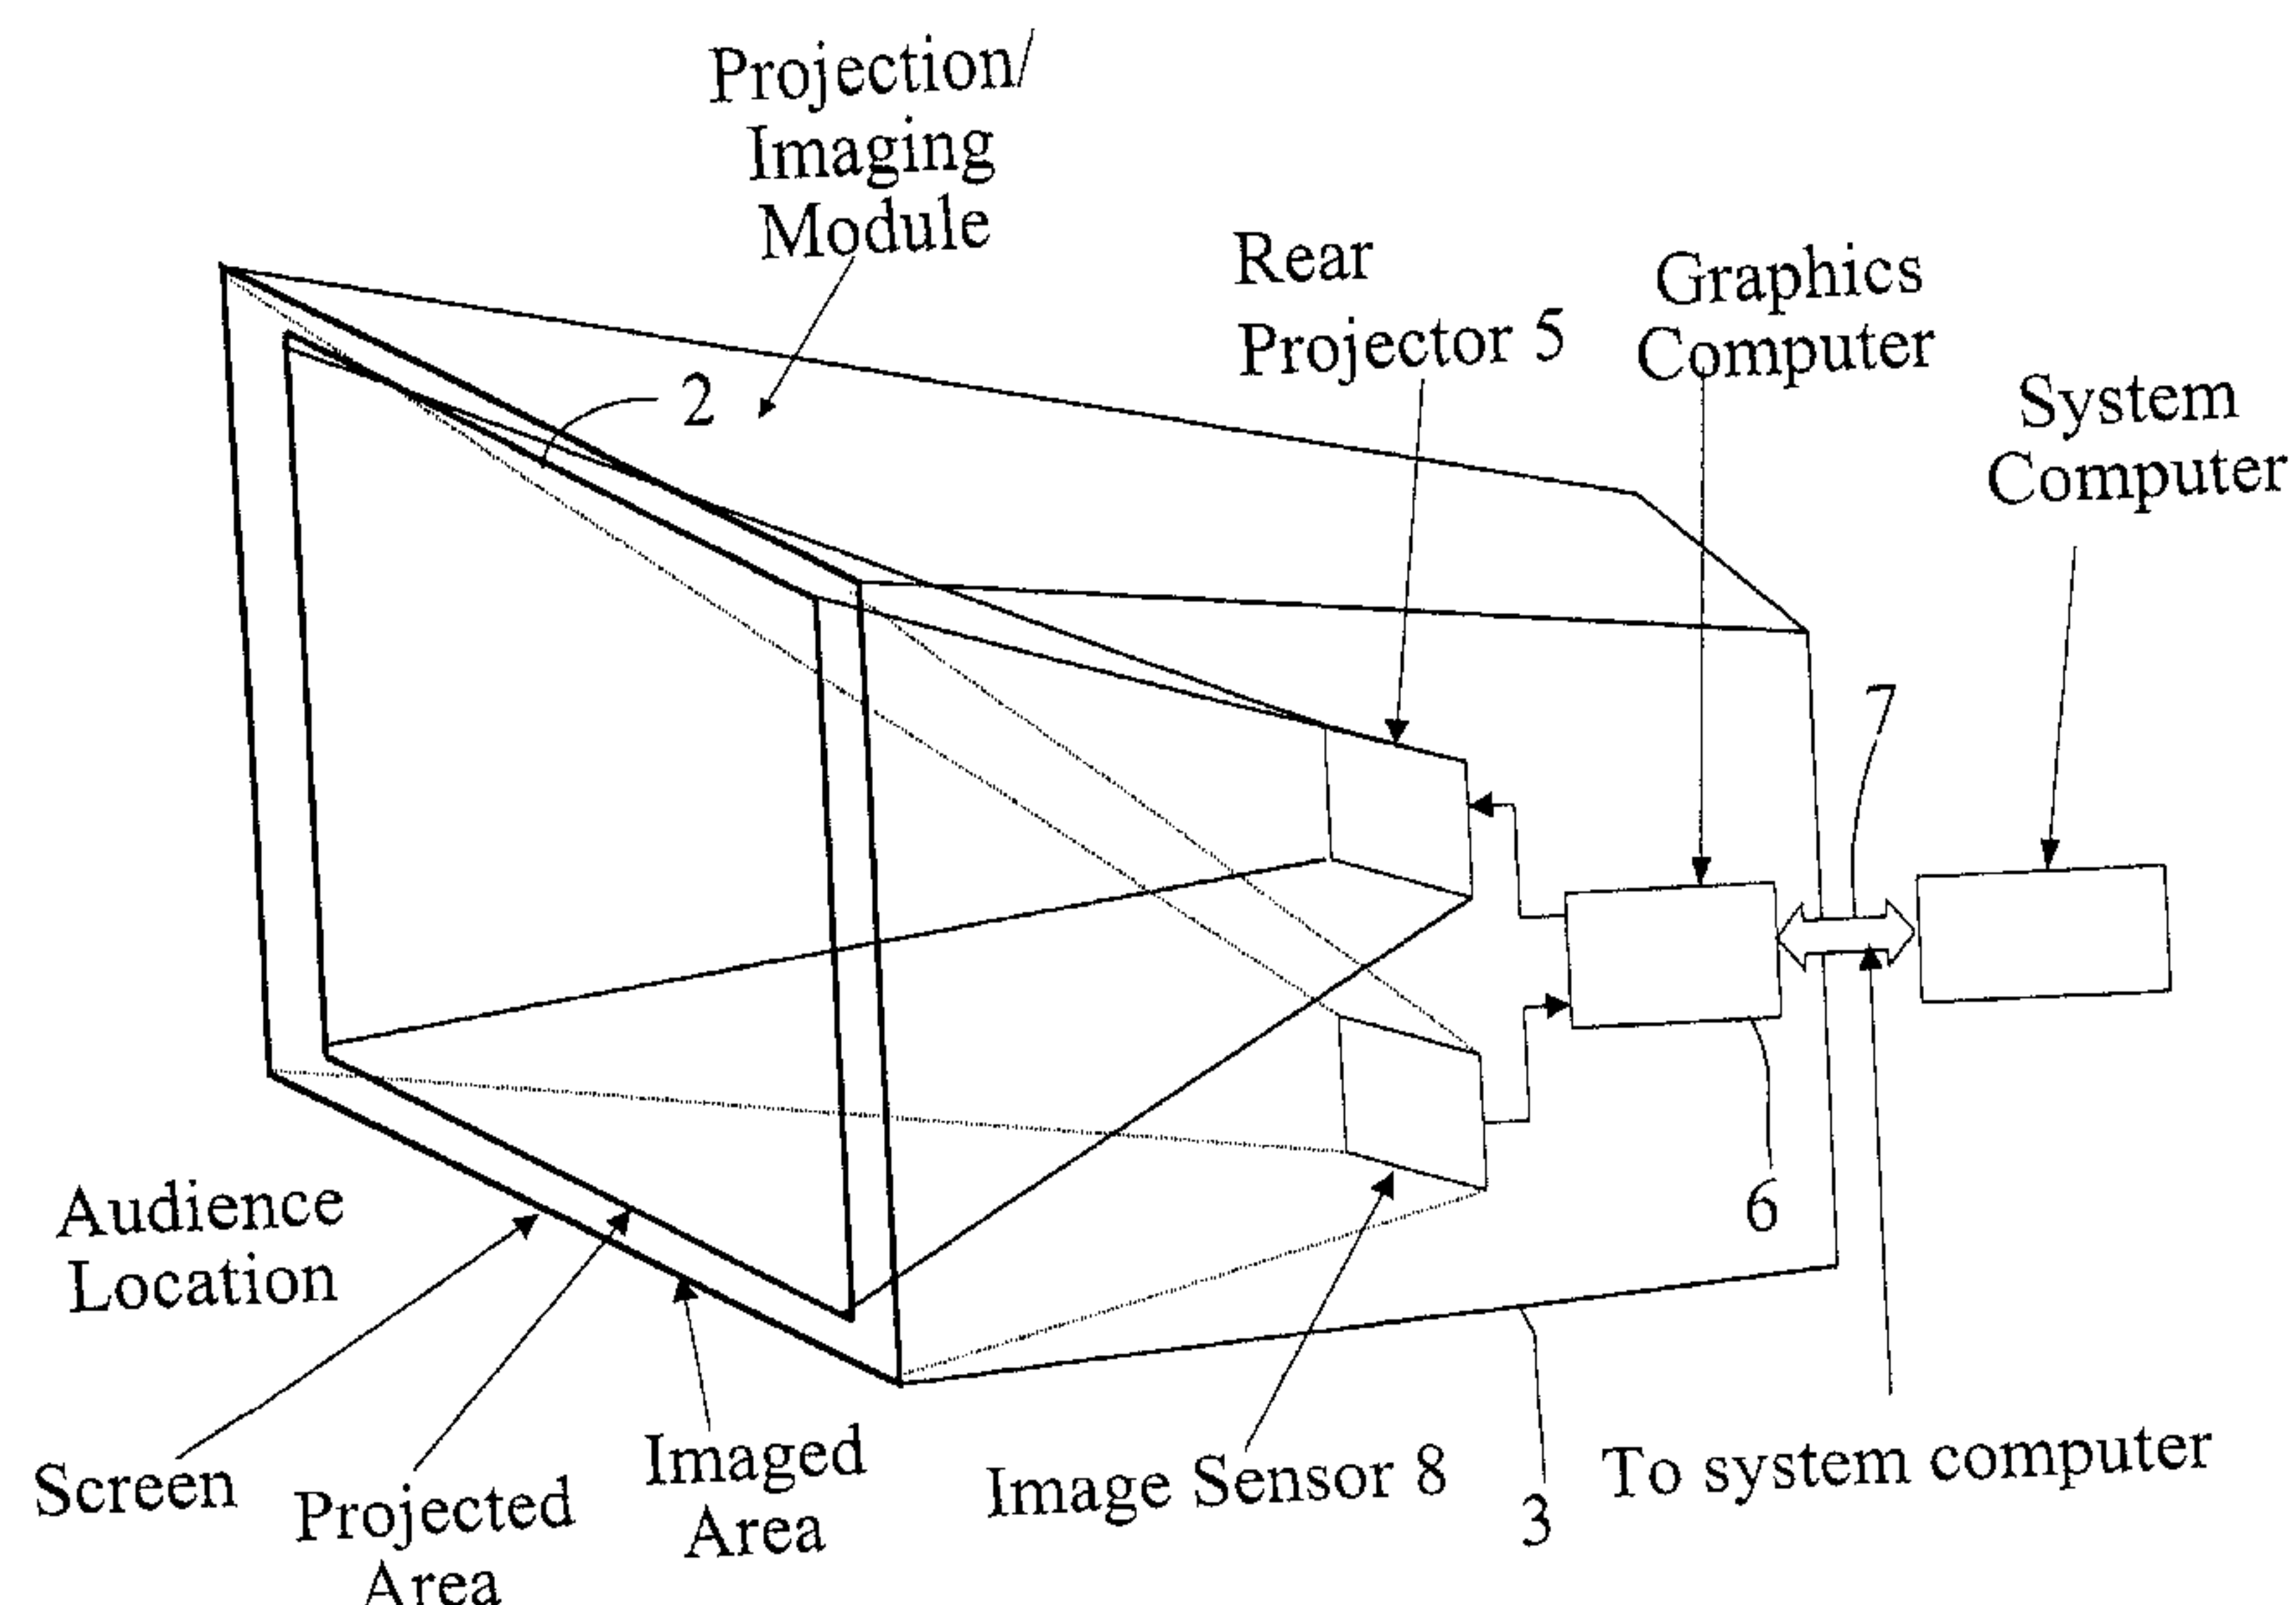 Projection/
Imaging
Module
Rear
Projector 5
Graphics
Computer
System
Computer
2
7
6
Audience
Location
Screen
Projected
Area
Imaged
Area
Image Sensor 8
3
To system computer